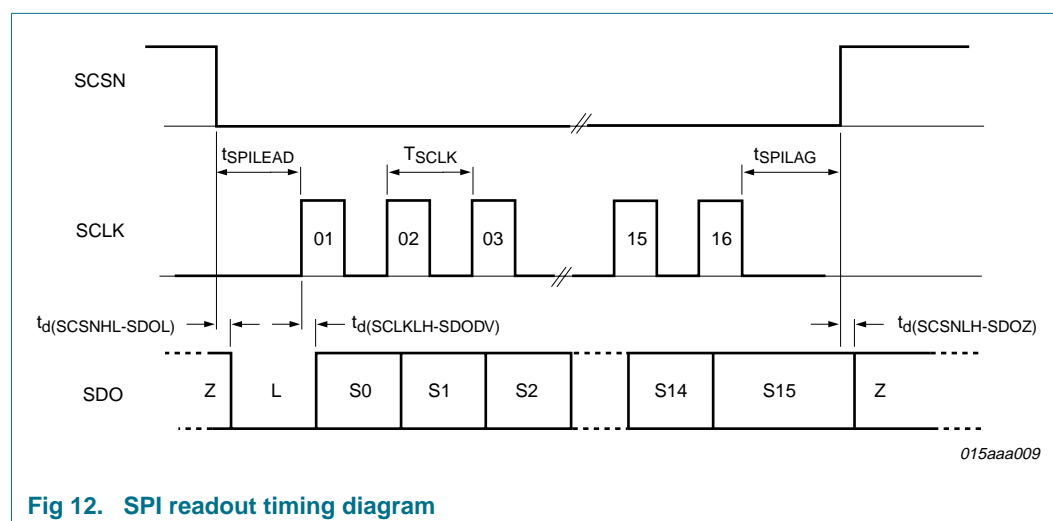 SCSN
tSPILEAD TSCLK tSPILAG
SCLK 01 02 03 15 16
td(SCSNHL-SDOL) td(SCLKLH-SDODV) td(SCSNLH-SDOZ)
SDO Z L S0 S1 S2 S14 S15 Z
015aaa009
Fig 12. SPI readout timing diagram